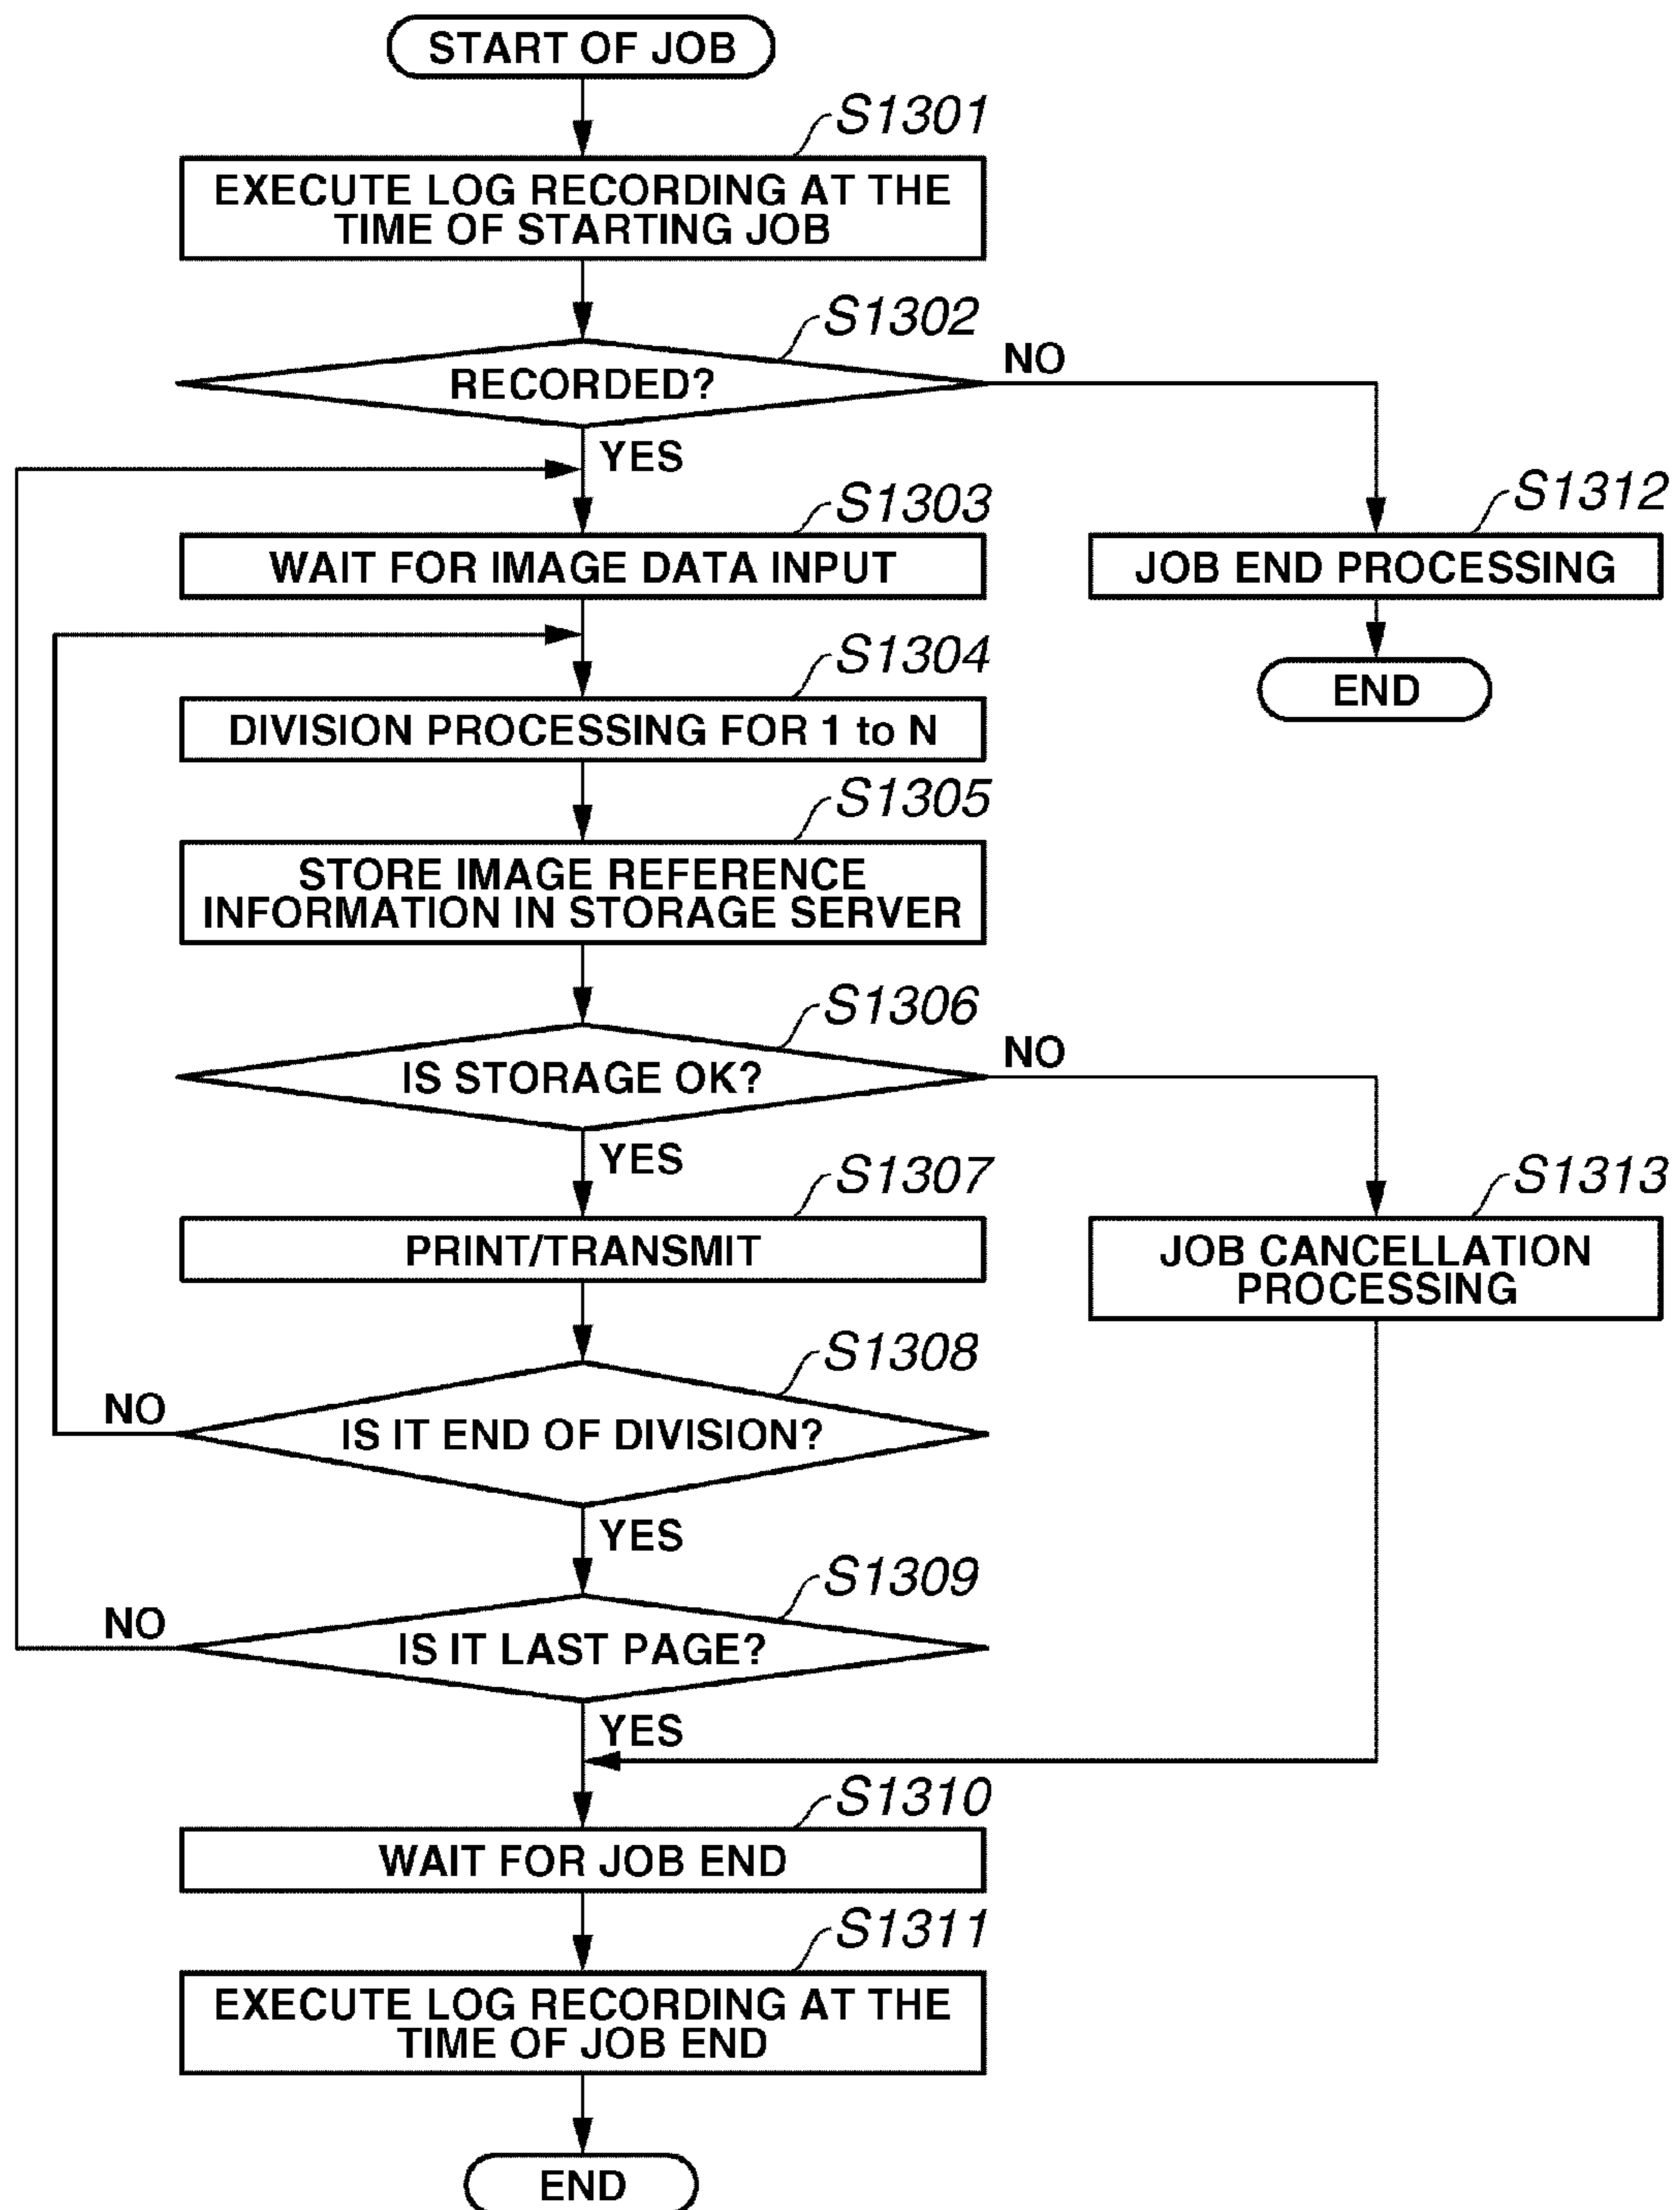 START OF JOB
S1301
EXECUTE LOG RECORDING AT THE
TIME OF STARTING JOB
S1302
RECORDED?
NO
YES
S1303
WAIT FOR IMAGE DATA INPUT
S1312
JOB END PROCESSING
END
S1304
DIVISION PROCESSING FOR 1 to N
S1305
STORE IMAGE REFERENCE
INFORMATION IN STORAGE SERVER
S1306
IS STORAGE OK?
NO
YES
S1307
PRINT/TRANSMIT
S1313
JOB CANCELLATION
PROCESSING
S1308
IS IT END OF DIVISION?
NO
YES
S1309
IS IT LAST PAGE?
NO
YES
S1310
WAIT FOR JOB END
S1311
EXECUTE LOG RECORDING AT THE
TIME OF JOB END
END